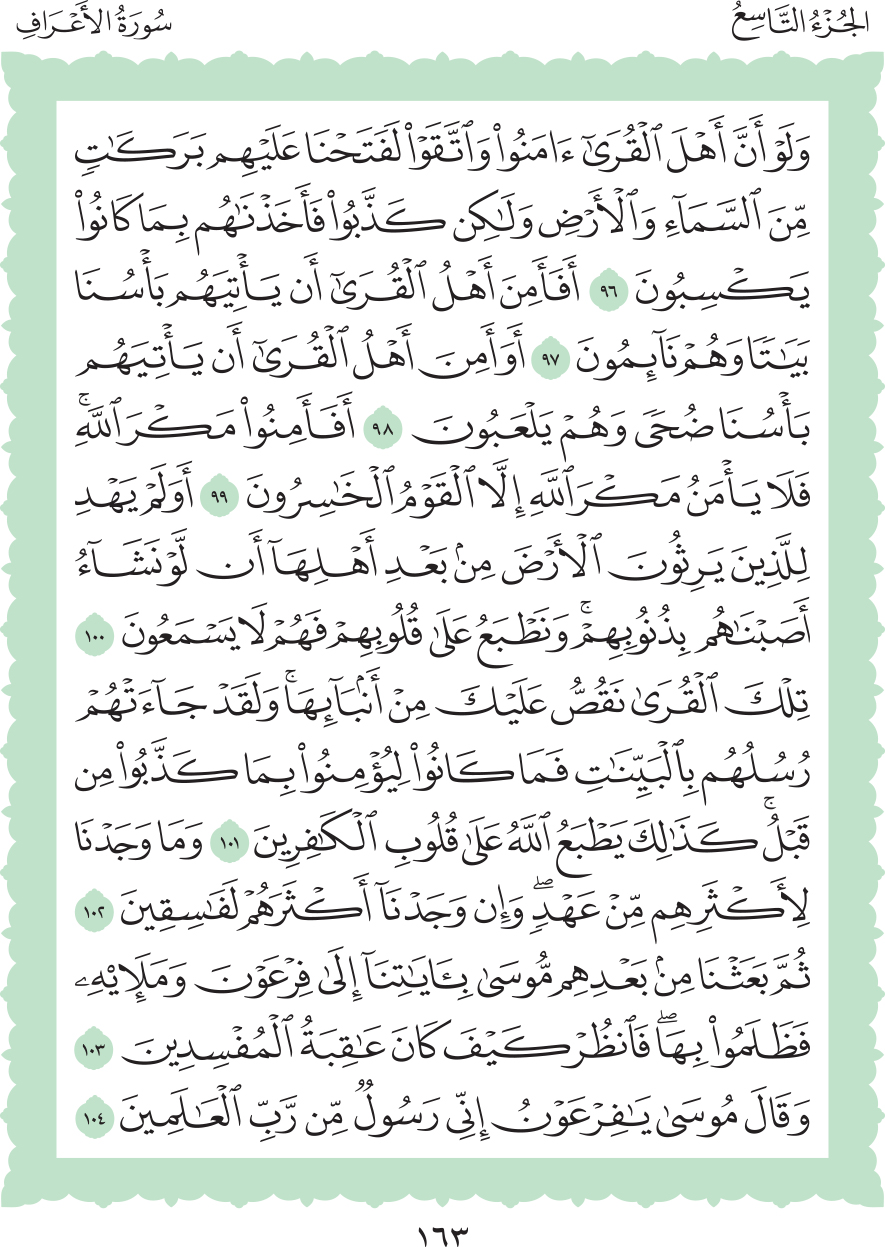 الجُزْءُ التَّاسِعُ
سُورَةُ الأَعْرَافِ
وَلَوْ أَنَّ أَهْلَ ٱلْقُرَىٰٓ ءَامَنُوا۟ وَٱتَّقَوْا۟ لَفَتَحْنَا عَلَيْهِم بَرَكَـٰتٍ
مِّنَ ٱلسَّمَآءِ وَٱلْأَرْضِ وَلَـٰكِن كَذَّبُوا۟ فَأَخَذْنَـٰهُم بِمَا كَانُوا۟
يَكْسِبُونَ ٩٦ أَفَأَمِنَ أَهْلُ ٱلْقُرَىٰٓ أَن يَأْتِيَهُم بَأْسُنَا
بَيَـٰتًا وَهُمْ نَآئِمُونَ ٩٧ أَوَأَمِنَ أَهْلُ ٱلْقُرَىٰٓ أَن يَأْتِيَهُم
بَأْسُنَا ضُحًى وَهُمْ يَلْعَبُونَ ٩٨ أَفَأَمِنُوا۟ مَكْرَ ٱللَّهِ ۚ
فَلَا يَأْمَنُ مَكْرَ ٱللَّهِ إِلَّا ٱلْقَوْمُ ٱلْخَـٰسِرُونَ ٩٩ أَوَلَمْ يَهْدِ
لِلَّذِينَ يَرِثُونَ ٱلْأَرْضَ مِنۢ بَعْدِ أَهْلِهَآ أَن لَّوْ نَشَآءُ
أَصَبْنَـٰهُم بِذُنُوبِهِمْ ۚ وَنَطْبَعُ عَلَىٰ قُلُوبِهِمْ فَهُمْ لَا يَسْمَعُونَ ١٠٠
تِلْكَ ٱلْقُرَىٰ نَقُصُّ عَلَيْكَ مِنْ أَنۢبَآئِهَا ۚ وَلَقَدْ جَآءَتْهُمْ
رُسُلُهُم بِٱلْبَيِّنَـٰتِ فَمَا كَانُوا۟ لِيُؤْمِنُوا۟ بِمَا كَذَّبُوا۟ مِن
قَبْلُ ۚ كَذَٰلِكَ يَطْبَعُ ٱللَّهُ عَلَىٰ قُلُوبِ ٱلْكَـٰفِرِينَ ١٠١ وَمَا وَجَدْنَا
لِأَكْثَرِهِم مِّنْ عَهْدٍ ۖ وَإِن وَجَدْنَآ أَكْثَرَهُمْ لَفَـٰسِقِينَ ١٠٢
ثُمَّ بَعَثْنَا مِنۢ بَعْدِهِم مُّوسَىٰ بِـَٔايَـٰتِنَآ إِلَىٰ فِرْعَوْنَ وَمَلَإِي۟هِۦ
فَظَلَمُوا۟ بِهَا ۖ فَٱنظُرْ كَيْفَ كَانَ عَـٰقِبَةُ ٱلْمُفْسِدِينَ ١٠٣
وَقَالَ مُوسَىٰ يَـٰفِرْعَوْنُ إِنِّى رَسُولٌ مِّن رَّبِّ ٱلْعَـٰلَمِينَ ١٠٤
١٦٣